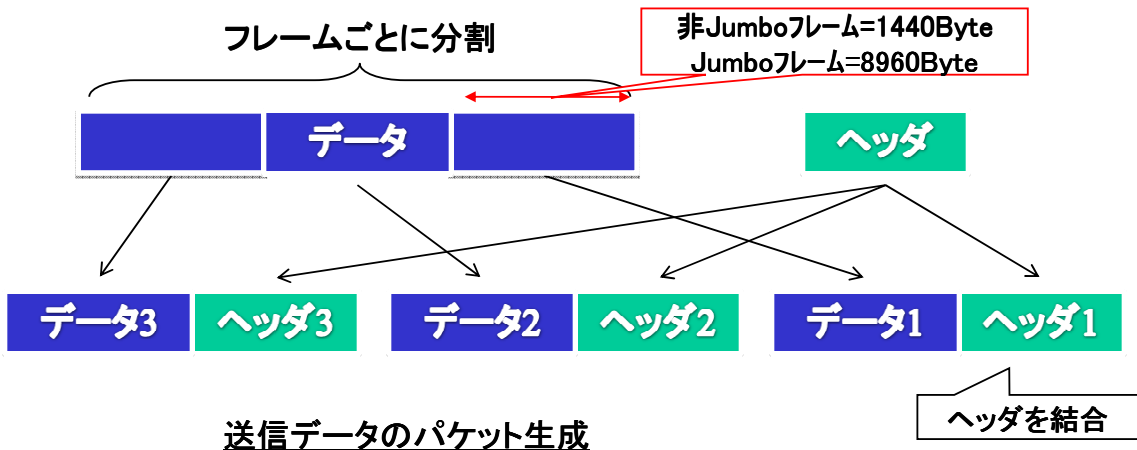 フレームごとに分割
非Jumboフレーム=1440Byte
Jumboフレーム=8960Byte
データ
ヘッダ
データ3
ヘッダ3
データ2
ヘッダ2
データ1
ヘッダ1
ヘッダを結合
送信データのパケット生成